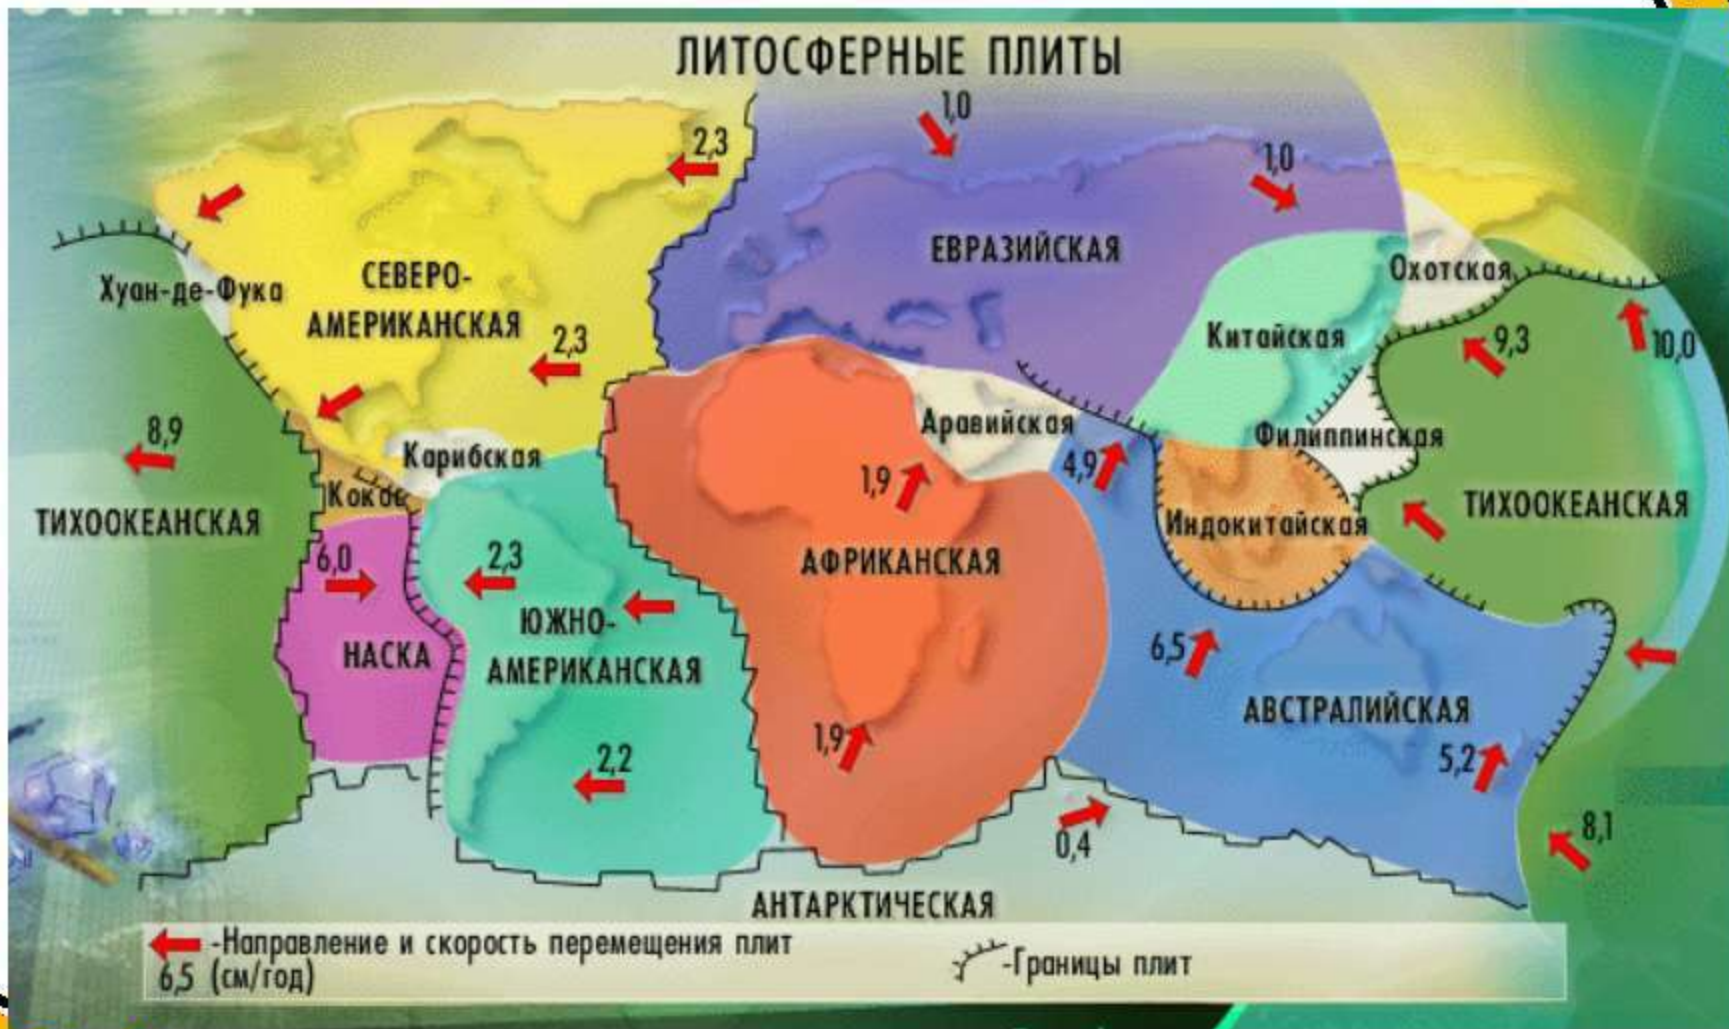 ЛИТОСФЕРНЫЕ ПЛИТЫ
1,0
2,3
1,0
ЕВРАЗИЙСКАЯ
Охотская
СЕВЕРО-
АМЕРИКАНСКАЯ
Хуан-де-Фука
2,3
Китайская
9,3
10,0
8,9
Карибская
Аравийская
Филиппинская
4,9
1,9
Кокос
ТИХООКЕАНСКАЯ
ТИХООКЕАНСКАЯ
Индокитайская
6,0
2,3
АФРИКАНСКАЯ
ЮЖНО-
АМЕРИКАНСКАЯ
НАСКА
6,5
АВСТРАЛИЙСКАЯ
1,9
2,2
5,2
0,4
8,1
АНТАРКТИЧЕСКАЯ
-Направление и скорость перемещения плит
6,5 (см/год)
-Границы плит